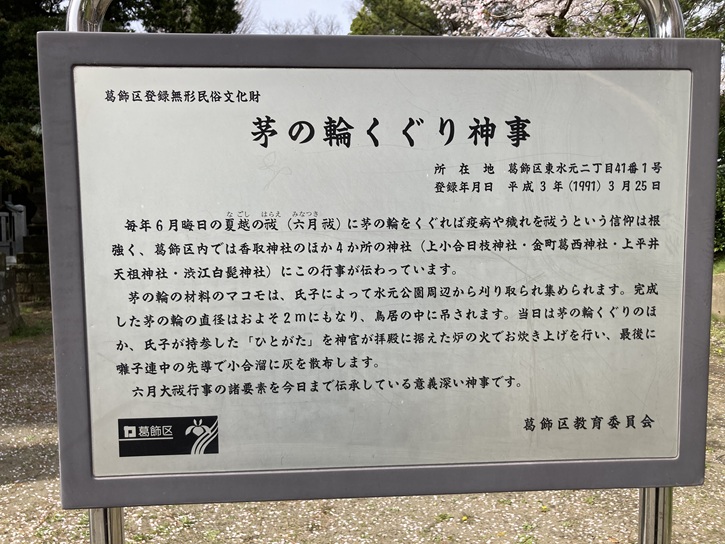 葛飾区登録無形民俗文化財
茅の輪くぐり神事
所在地 葛飾区東水元二丁目41番1号
登録年月日 平成3年(1991)3月25日
なごし はらえ みなつき
毎年6月晦日の夏越の祓(六月祓)に茅の輪をくぐれば疫病や穢れを祓うという信仰は根
強く、葛飾区内では香取神社のほか4か所の神社(上小合日枝神社・金町葛西神社・上平井
天祖神社・渋江白髭神社)にこの行事が伝わっています。
茅の輪の材料のマコモは、氏子によって水元公園周辺から刈り取られ集められます。完成
した茅の輪の直径はおよそ2mにもなり、鳥居の中に吊されます。当日は茅の輪くぐりのほ
か、氏子が持参した「ひとがた」を神官が拝殿に据えた炉の火でお炊き上げを行い、最後に
囃子連中の先導で小合溜に灰を散布します。
六月大祓行事の諸要素を今日まで伝承している意義深い神事です。
葛飾区
葛飾区教育委員会